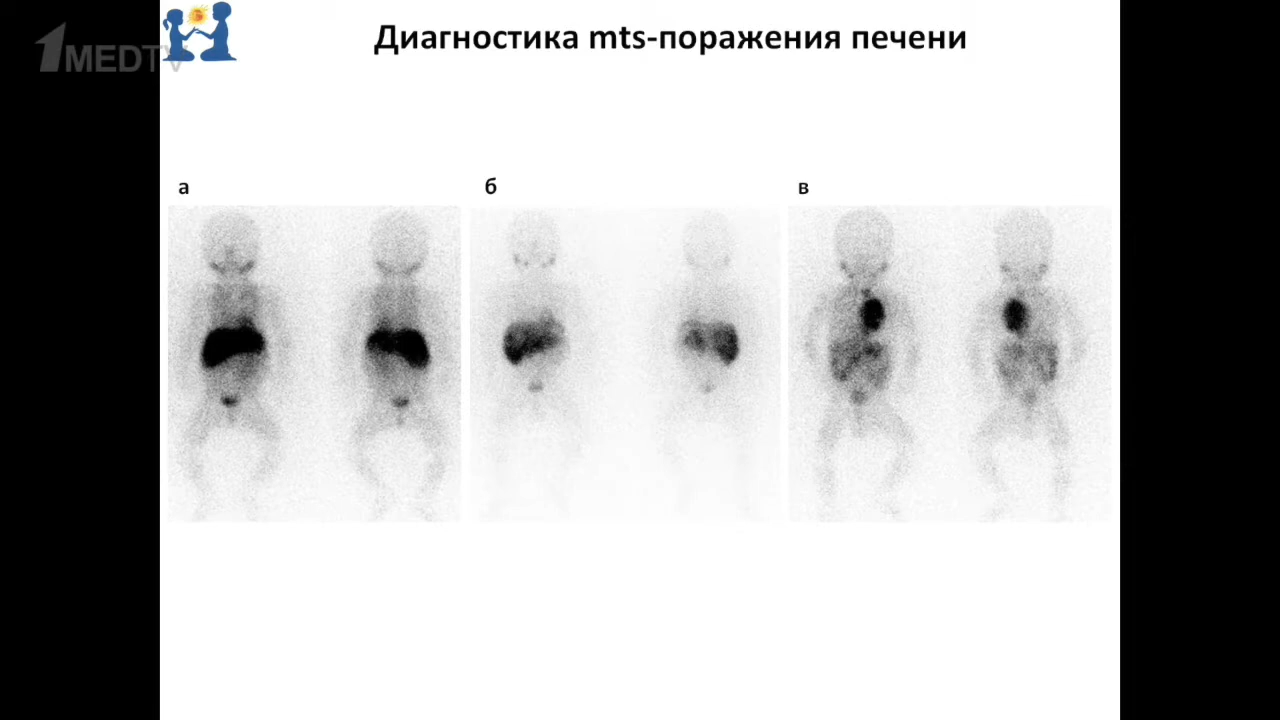 1MEDTV
Диагностика mts-поражения печени
а
б
в